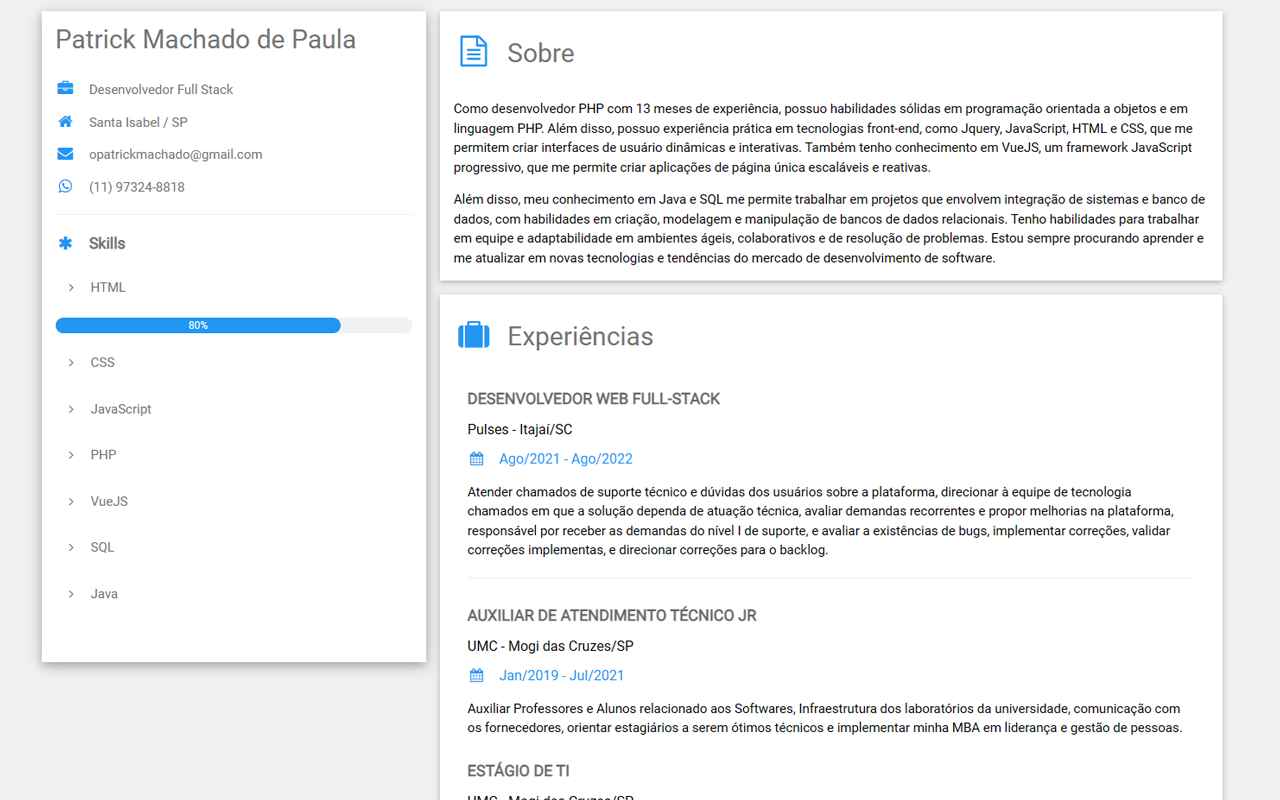 Patrick Machado de Paula
Desenvolvedor Full Stack
Santa Isabel / SP
opatrickmachado@gmail.com
(11) 97324-8818
Skills
HTML
80%
CSS
JavaScript
PHP
VueJS
SQL
Java
Sobre
Como desenvolvedor PHP com 13 meses de experiência, possuo habilidades sólidas em programação orientada a objetos e em
linguagem PHP. Além disso, possuo experiência prática em tecnologias front-end, como Jquery, JavaScript, HTML e CSS, que me
permitem criar interfaces de usuário dinâmicas e interativas. Também tenho conhecimento em VueJS, um framework JavaScript
progressivo, que me permite criar aplicações de página única escaláveis e reativas.
Além disso, meu conhecimento em Java e SQL me permite trabalhar em projetos que envolvem integração de sistemas e banco de
dados, com habilidades em criação, modelagem e manipulação de bancos de dados relacionais. Tenho habilidades para trabalhar
em equipe e adaptabilidade em ambientes ágeis, colaborativos e de resolução de problemas. Estou sempre procurando aprender e
me atualizar em novas tecnologias e tendências do mercado de desenvolvimento de software.
Experiências
DESENVOLVEDOR WEB FULL-STACK
Pulses - Itajaí/SC
Ago/2021 - Ago/2022
Atender chamados de suporte técnico e dúvidas dos usuários sobre a plataforma, direcionar à equipe de tecnologia
chamados em que a solução dependa de atuação técnica, avaliar demandas recorrentes e propor melhorias na plataforma,
responsável por receber as demandas do nível I de suporte, e avaliar a existências de bugs, implementar correções, validar
correções implementas, e direcionar correções para o backlog.
AUXILIAR DE ATENDIMENTO TÉCNICO JR
UMC - Mogi das Cruzes/SP
Jan/2019 - Jul/2021
Auxiliar Professores e Alunos relacionado aos Softwares, Infraestrutura dos laboratórios da universidade, comunicação com
os fornecedores, orientar estagiários a serem ótimos técnicos e implementar minha MBA em liderança e gestão de pessoas.
ESTÁGIO DE TI
UMC - Mogi das Cruzes/SP